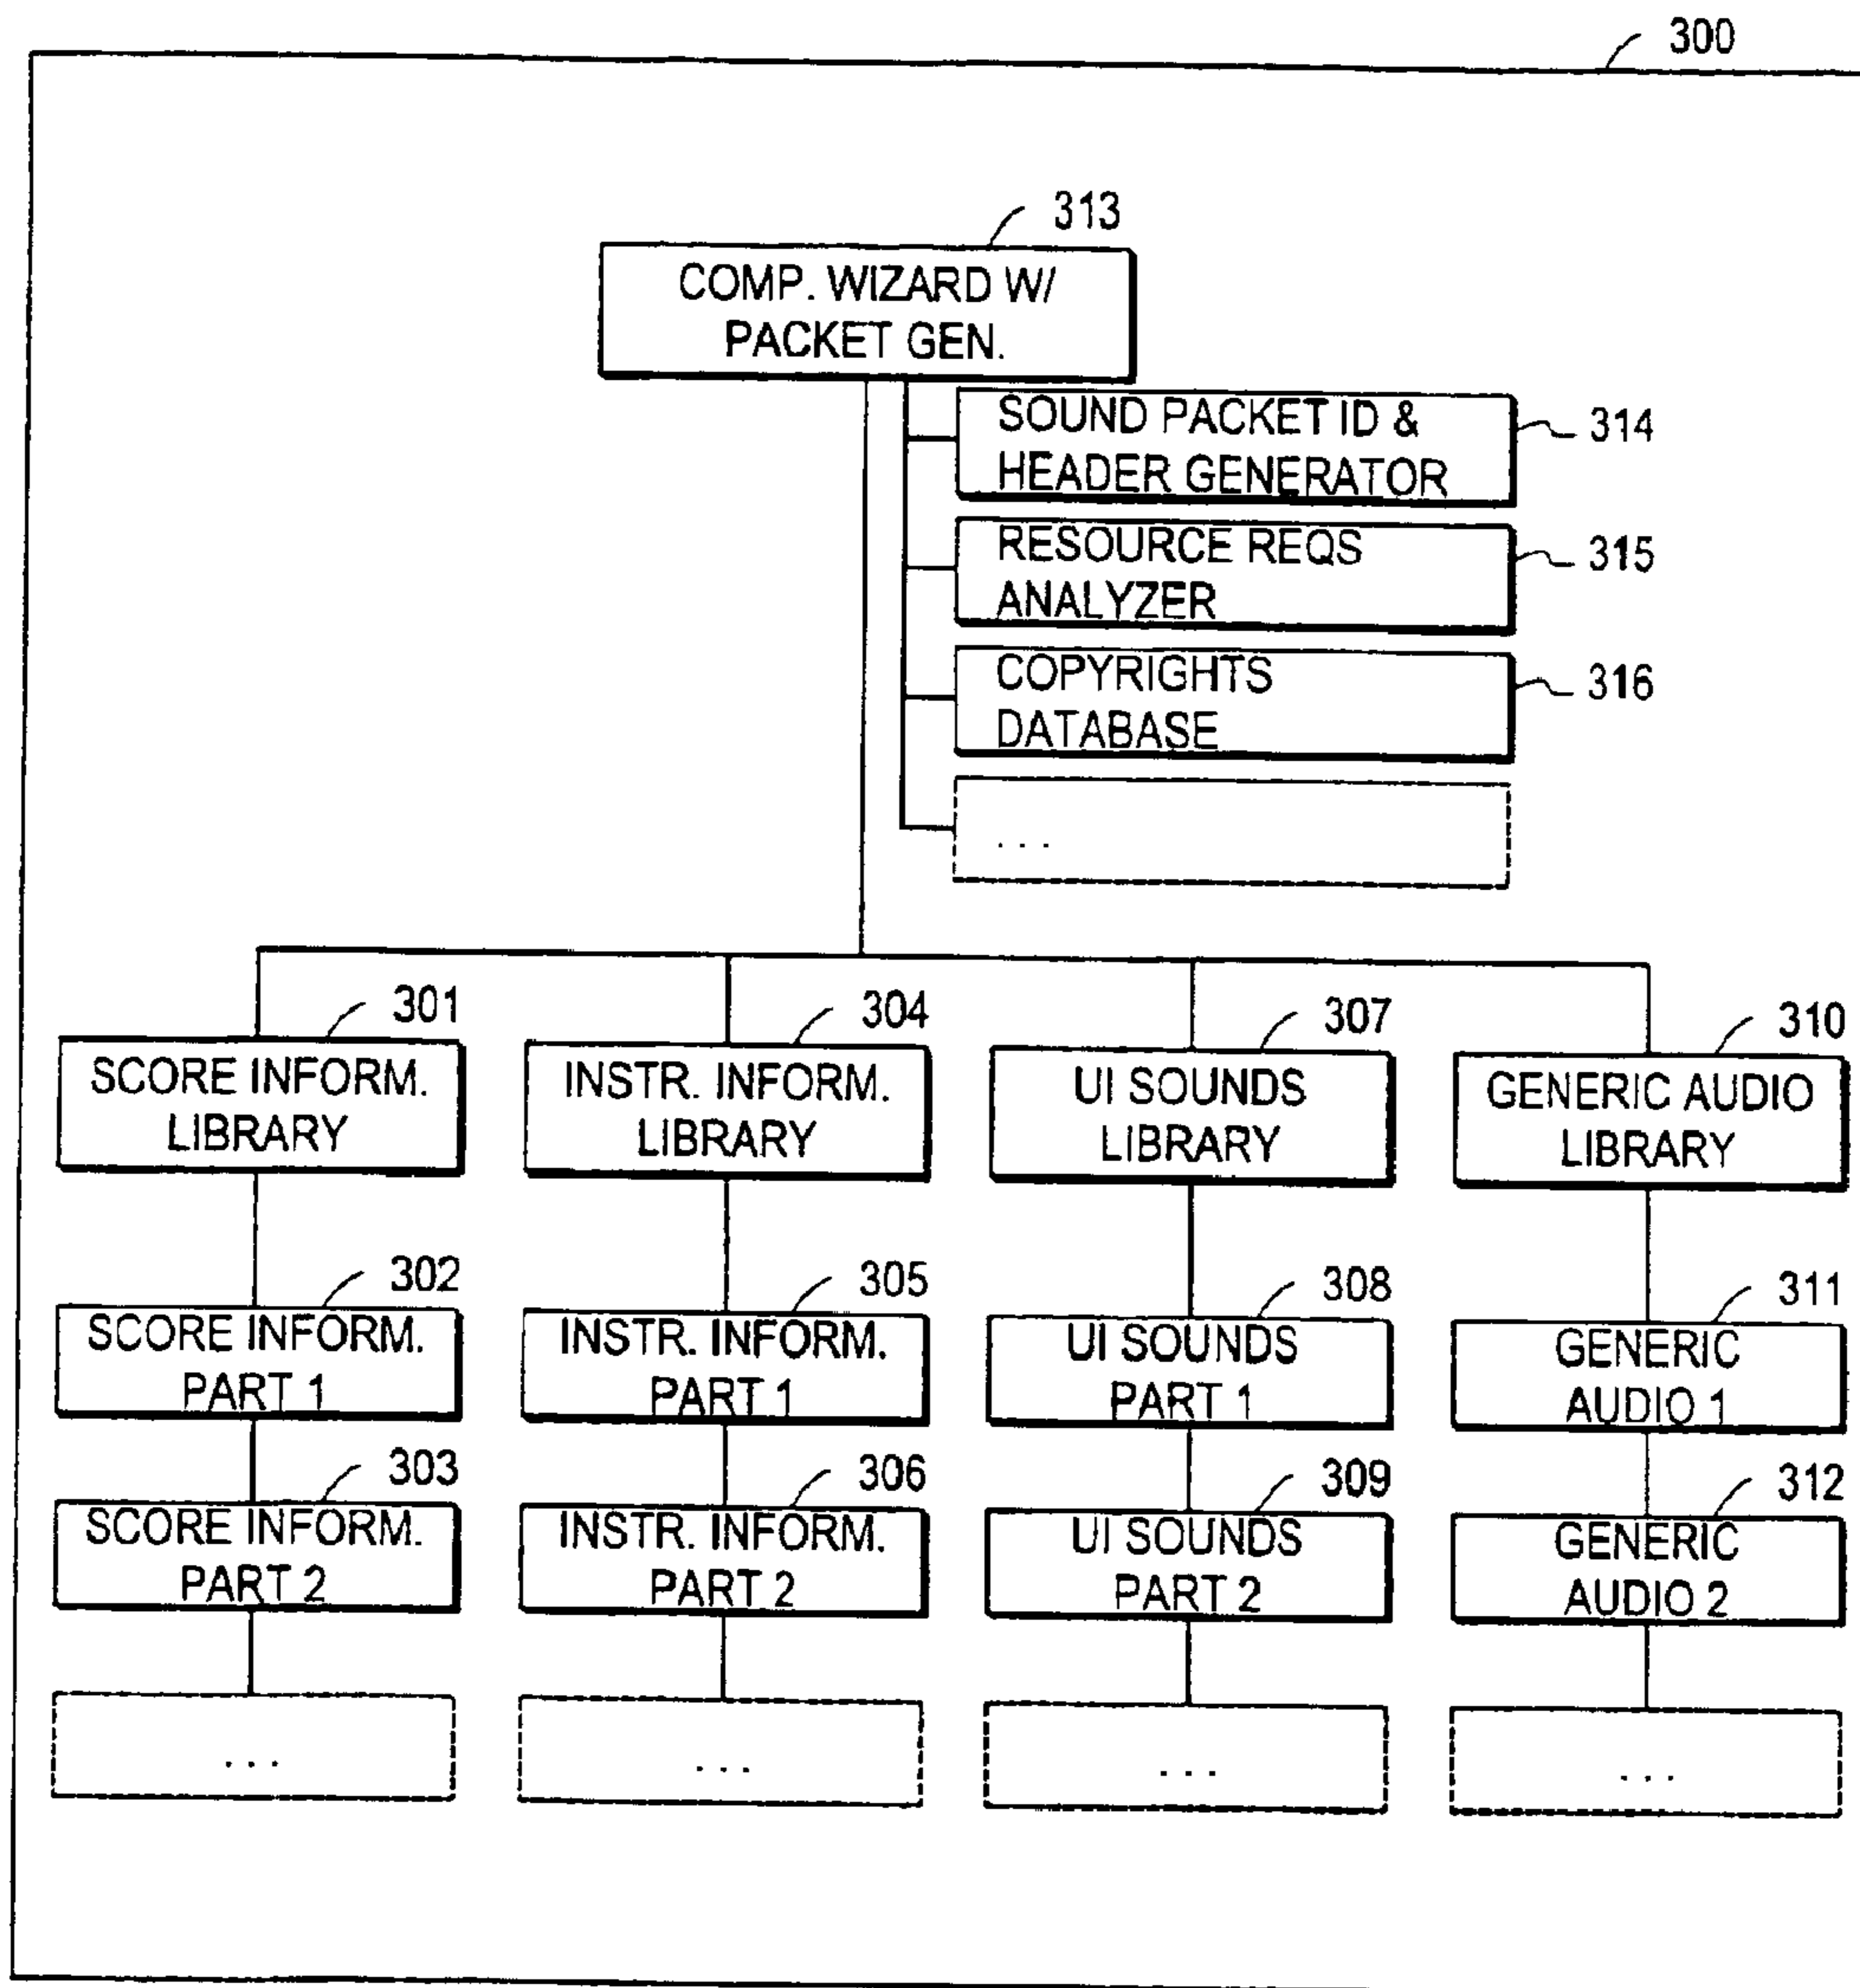 300
313
COMP. WIZARD W/
PACKET GEN.
SOUND PACKET ID &
HEADER GENERATOR
314
RESOURCE REQS
ANALYZER
315
COPYRIGHTS
DATABASE
316
...
301
SCORE INFORM.
LIBRARY
304
INSTR. INFORM.
LIBRARY
307
UI SOUNDS
LIBRARY
310
GENERIC AUDIO
LIBRARY
302
SCORE INFORM.
PART 1
305
INSTR. INFORM.
PART 1
308
UI SOUNDS
PART 1
311
GENERIC
AUDIO 1
303
SCORE INFORM.
PART 2
306
INSTR. INFORM.
PART 2
309
UI SOUNDS
PART 2
312
GENERIC
AUDIO 2
...
...
...
...